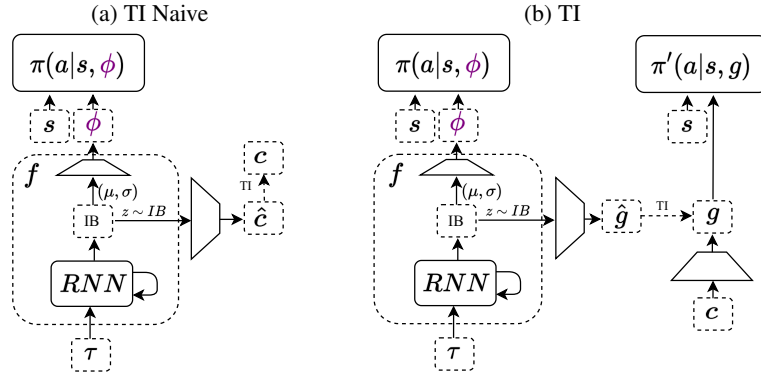 (a) TI Naive
π(a|s, ϕ)
s
ϕ
f
(μ, σ)
IB
z ∼ IB
RNN
τ
c
TI
ĉ
(b) TI
π(a|s, ϕ)
s
ϕ
f
(μ, σ)
IB
z ∼ IB
RNN
τ
ĝ
TI
π′(a|s, g)
s
g
c